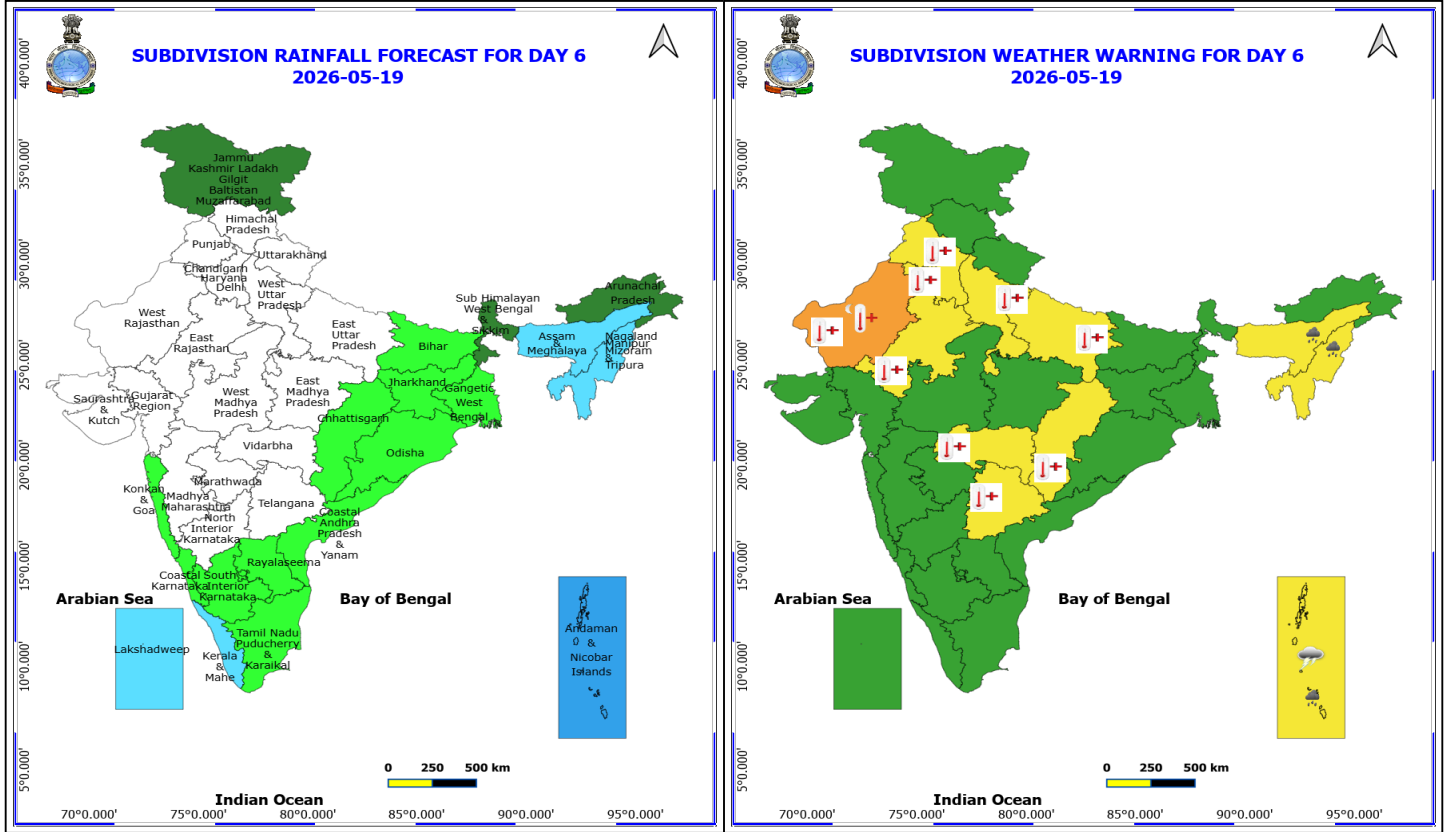 SUBDIVISION RAINFALL FORECAST FOR DAY 6
2026-05-19
40°0.000'
35°0.000'
30°0.000'
25°0.000'
20°0.000'
15°0.000'
10°0.000'
5°0.000'
Jammu
Kashmir Ladakh
Gilgit
Baltistan
Muzaffarabad
Himachal
Pradesh
Punjab
Uttarakhand
Chandigarh
Haryana
Delhi
West
Uttar
Pradesh
Arunachal
Pradesh
Sub Himalayan
West Bengal
&
Sikkim
West
Rajasthan
East
Rajasthan
East
Uttar
Pradesh
Bihar
Assam
&
Meghalaya
Nagaland
Manipur
Mizoram
&
Tripura
Saurashtra
&
Kutch
Gujarat
Region
West
Madhya
Pradesh
East
Madhya
Pradesh
Jharkhand
Gangetic
West
Bengal
Chhattisgarh
Vidarbha
Odisha
Konkan
&
Goa
Madhya
Maharashtra
Marathwada
Telangana
North
Interior
Karnataka
Coastal
Andhra
Pradesh
&
Yanam
Rayalaseema
Coastal
Karnataka
South
Interior
Karnataka
Arabian Sea
Bay of Bengal
Lakshadweep
Kerala
&
Mahe
Tamil Nadu
Puducherry
&
Karaikal
Andaman
&
Nicobar
Islands
0 250 500 km
Indian Ocean
70°0.000' 75°0.000' 80°0.000' 85°0.000' 90°0.000' 95°0.000'
SUBDIVISION WEATHER WARNING FOR DAY 6
2026-05-19
40°0.000'
35°0.000'
30°0.000'
25°0.000'
20°0.000'
15°0.000'
10°0.000'
5°0.000'
Arabian Sea
Bay of Bengal
0 250 500 km
Indian Ocean
70°0.000' 75°0.000' 80°0.000' 85°0.000' 90°0.000' 95°0.000'